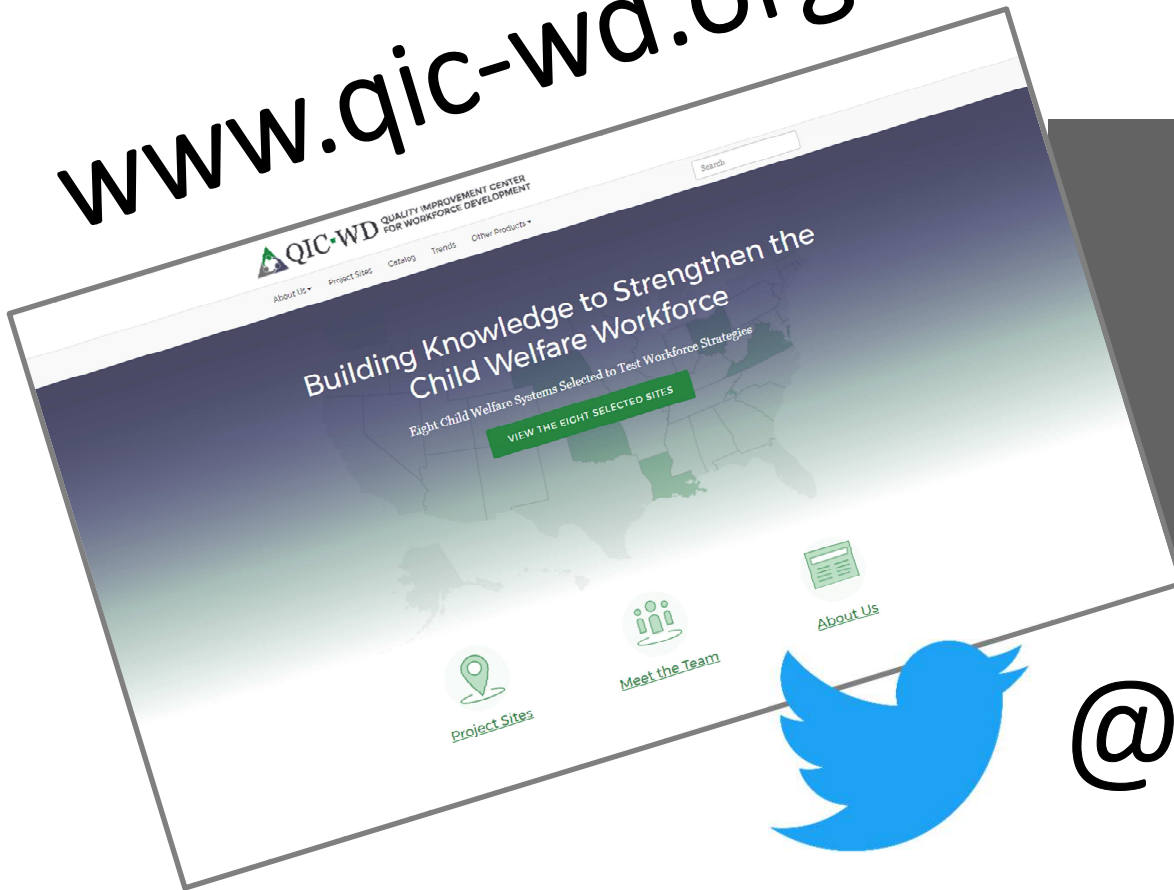 www.qic-wd.org
QIC-WD QUALITY IMPROVEMENT CENTER
FOR WORKFORCE DEVELOPMENT
Search
About Us Project Sites Catalog Trends Other Products
Building Knowledge to Strengthen the
Child Welfare Workforce
Eight Child Welfare Systems Selected to Test Workforce Strategies
VIEW THE EIGHT SELECTED SITES
Project Sites
Meet the Team
About Us
@